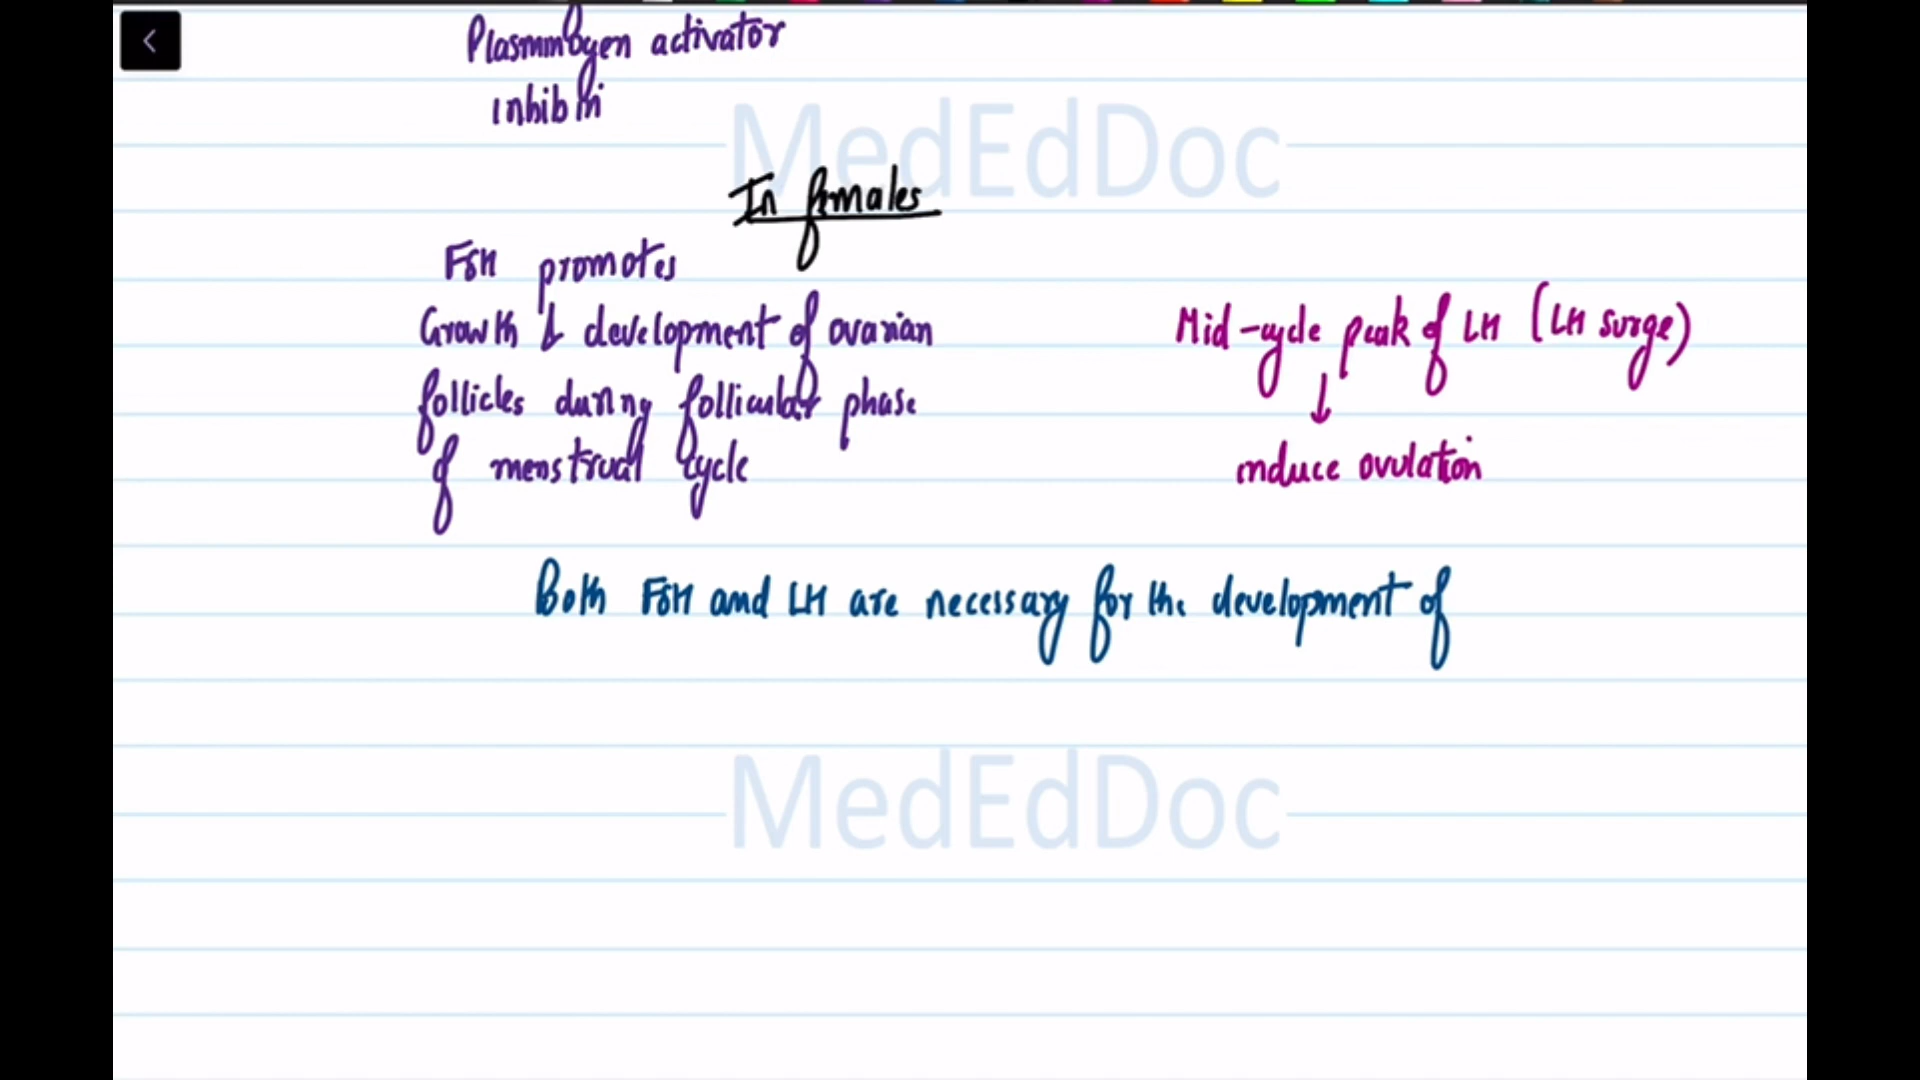 Plasminogen activator
inhibin
MedEdDoc
In females
FSH promotes
Growth & development of ovarian
follicles during follicular phase
of menstrual cycle
Mid-cycle peak of LH (LH surge)
↓
induce ovulation
Both FSH and LH are necessary for the development of
MedEdDoc